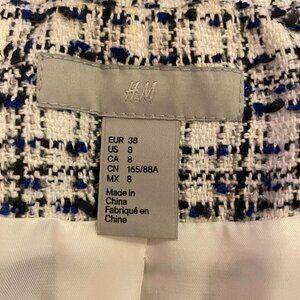 H&M
EUR 38
US 8
CA 8
CN 165/88A
MX 8
Made in
China
Fabriqué en
Chine